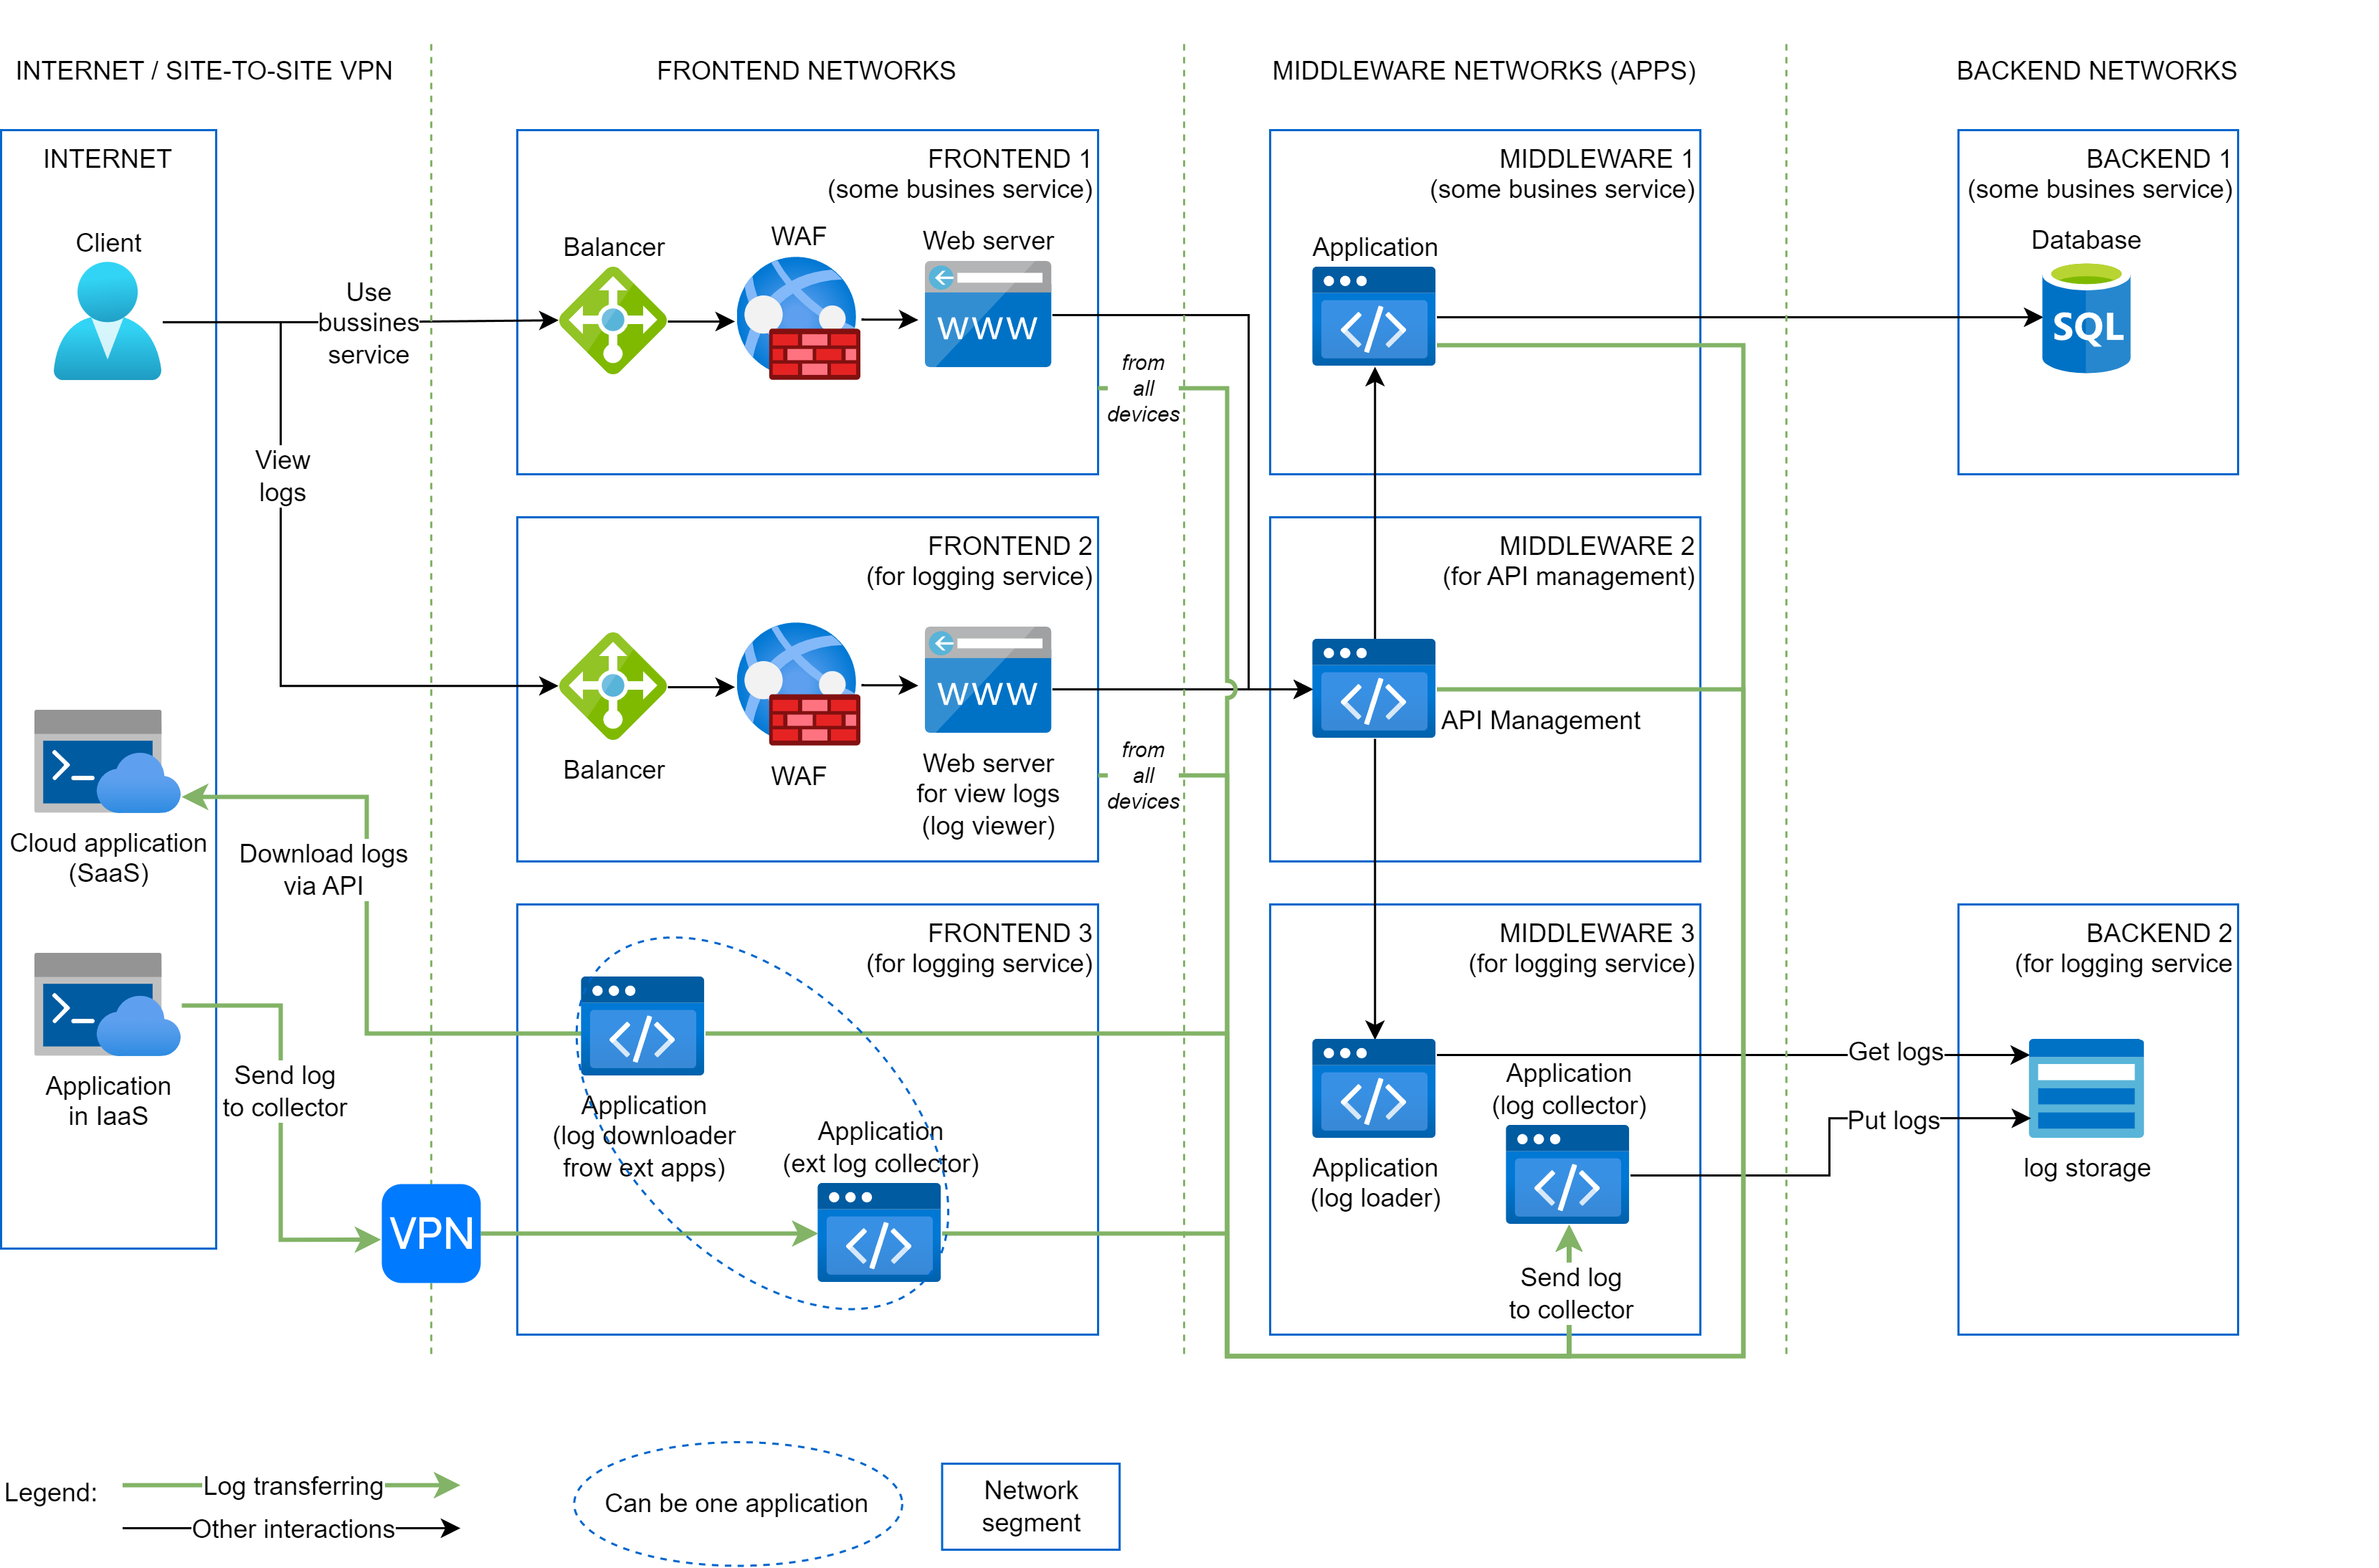 INTERNET / SITE-TO-SITE VPN
FRONTEND NETWORKS
MIDDLEWARE NETWORKS (APPS)
BACKEND NETWORKS
INTERNET
Client
Use
bussines
service
View
logs
Cloud application
(SaaS)
Download logs
via API
Application
in IaaS
Send log
to collector
VPN
FRONTEND 1
(some busines service)
Balancer
WAF
Web server
WWW
from
all
devices
FRONTEND 2
(for logging service)
WWW
Balancer
WAF
Web server
for view logs
(log viewer)
from
all
devices
FRONTEND 3
(for logging service)
Application
(log downloader
frow ext apps)
Application
(ext log collector)
MIDDLEWARE 1
(some busines service)
Application
MIDDLEWARE 2
(for API management)
API Management
MIDDLEWARE 3
(for logging service)
Application
(log loader)
Application
(log collector)
Send log
to collector
BACKEND 1
(some busines service)
Database
SQL
BACKEND 2
(for logging service
Get logs
Put logs
log storage
Legend:
Log transferring
Other interactions
Can be one application
Network
segment